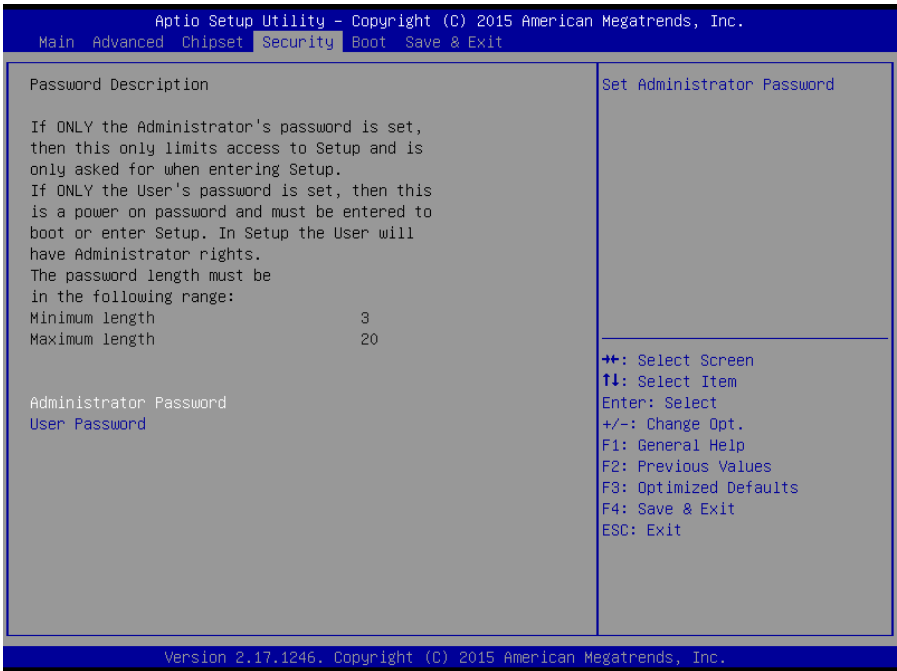 Aptio Setup Utility – Copyright (C) 2015 American Megatrends, Inc.
Main Advanced Chipset Security Boot Save & Exit
Password Description
If ONLY the Administrator's password is set,
then this only limits access to Setup and is
only asked for when entering Setup.
If ONLY the User's password is set, then this
is a power on password and must be entered to
boot or enter Setup. In Setup the User will
have Administrator rights.
The password length must be
in the following range:
Minimum length 3
Maximum length 20
Administrator Password
User Password
Set Administrator Password
→←: Select Screen
↑↓: Select Item
Enter: Select
+/-: Change Opt.
F1: General Help
F2: Previous Values
F3: Optimized Defaults
F4: Save & Exit
ESC: Exit
Version 2.17.1246. Copyright (C) 2015 American Megatrends, Inc.